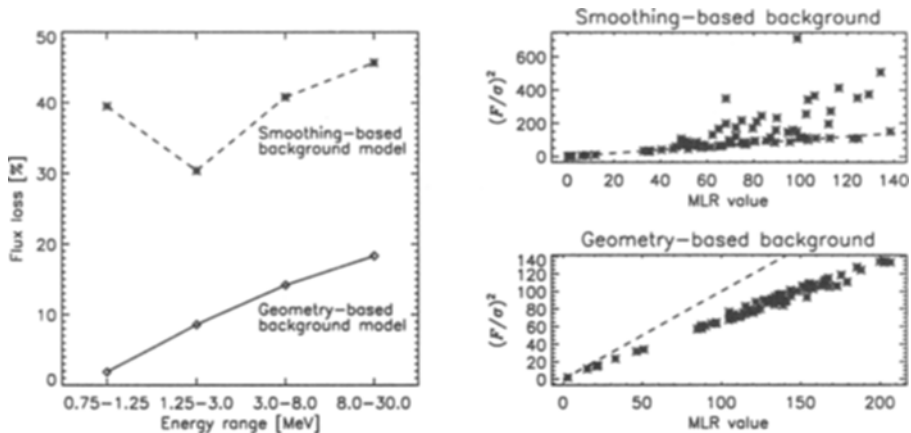 50
40
30
20
10
0
Flux loss [%]
Smoothing-based
background model
Geometry-based
background model
0.75-1.25 1.25-3.0 3.0-8.0 8.0-30.0
Energy range [MeV]
Smoothing-based background
600
400
200
0
(F/σ)²
0 20 40 60 80 100 120 140
MLR value
Geometry-based background
140
120
100
80
60
40
20
0
(F/σ)²
0 50 100 150 200
MLR value